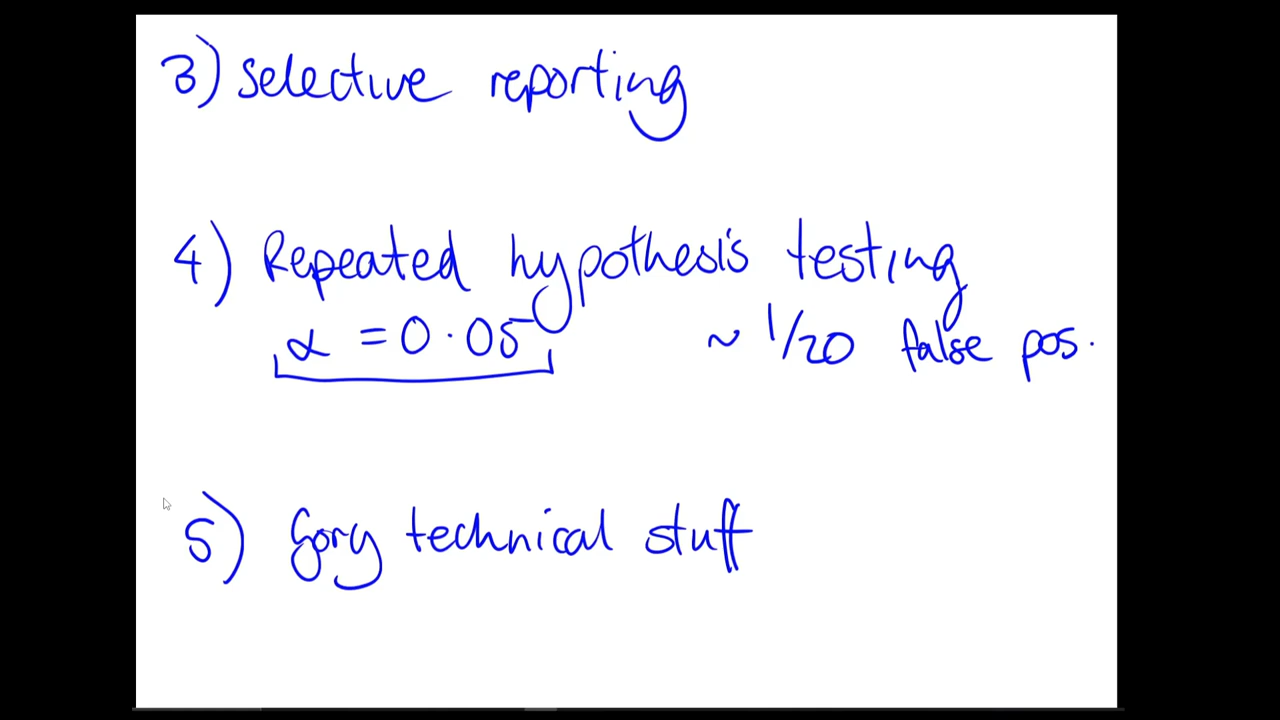 3) Selective reporting
4) Repeated hypothesis testing
α = 0.05 ~ 1/20 false pos.
5) Gory technical stuff